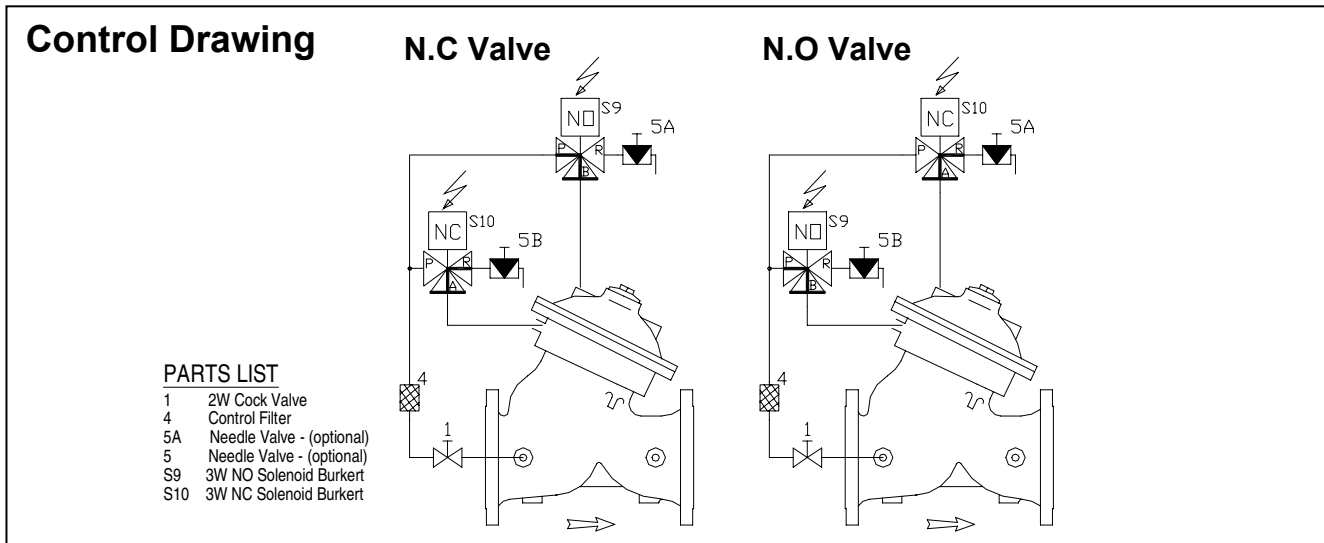 Control Drawing
N.C Valve
N.O Valve
NO
S9
5A
P
R
B
NC
S10
5B
P
R
A
4
1
NC
S10
5A
R
A
NO
S9
5B
P
R
B
4
1
PARTS LIST
1 2W Cock Valve
4 Control Filter
5A Needle Valve - (optional)
5 Needle Valve - (optional)
S9 3W NO Solenoid Burkert
S10 3W NC Solenoid Burkert